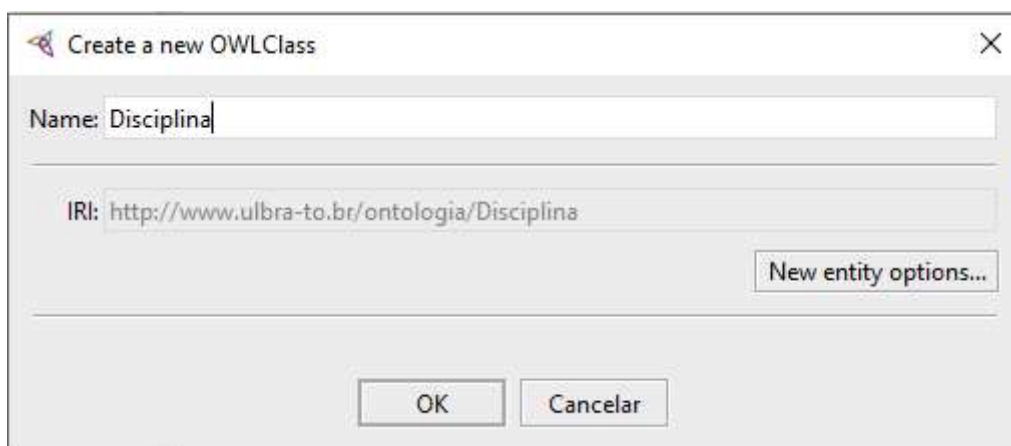 Create a new OWLClass
Name: Disciplina
IRI: http://www.ulbra-to.br/ontologia/Disciplina
New entity options...
OK Cancelar